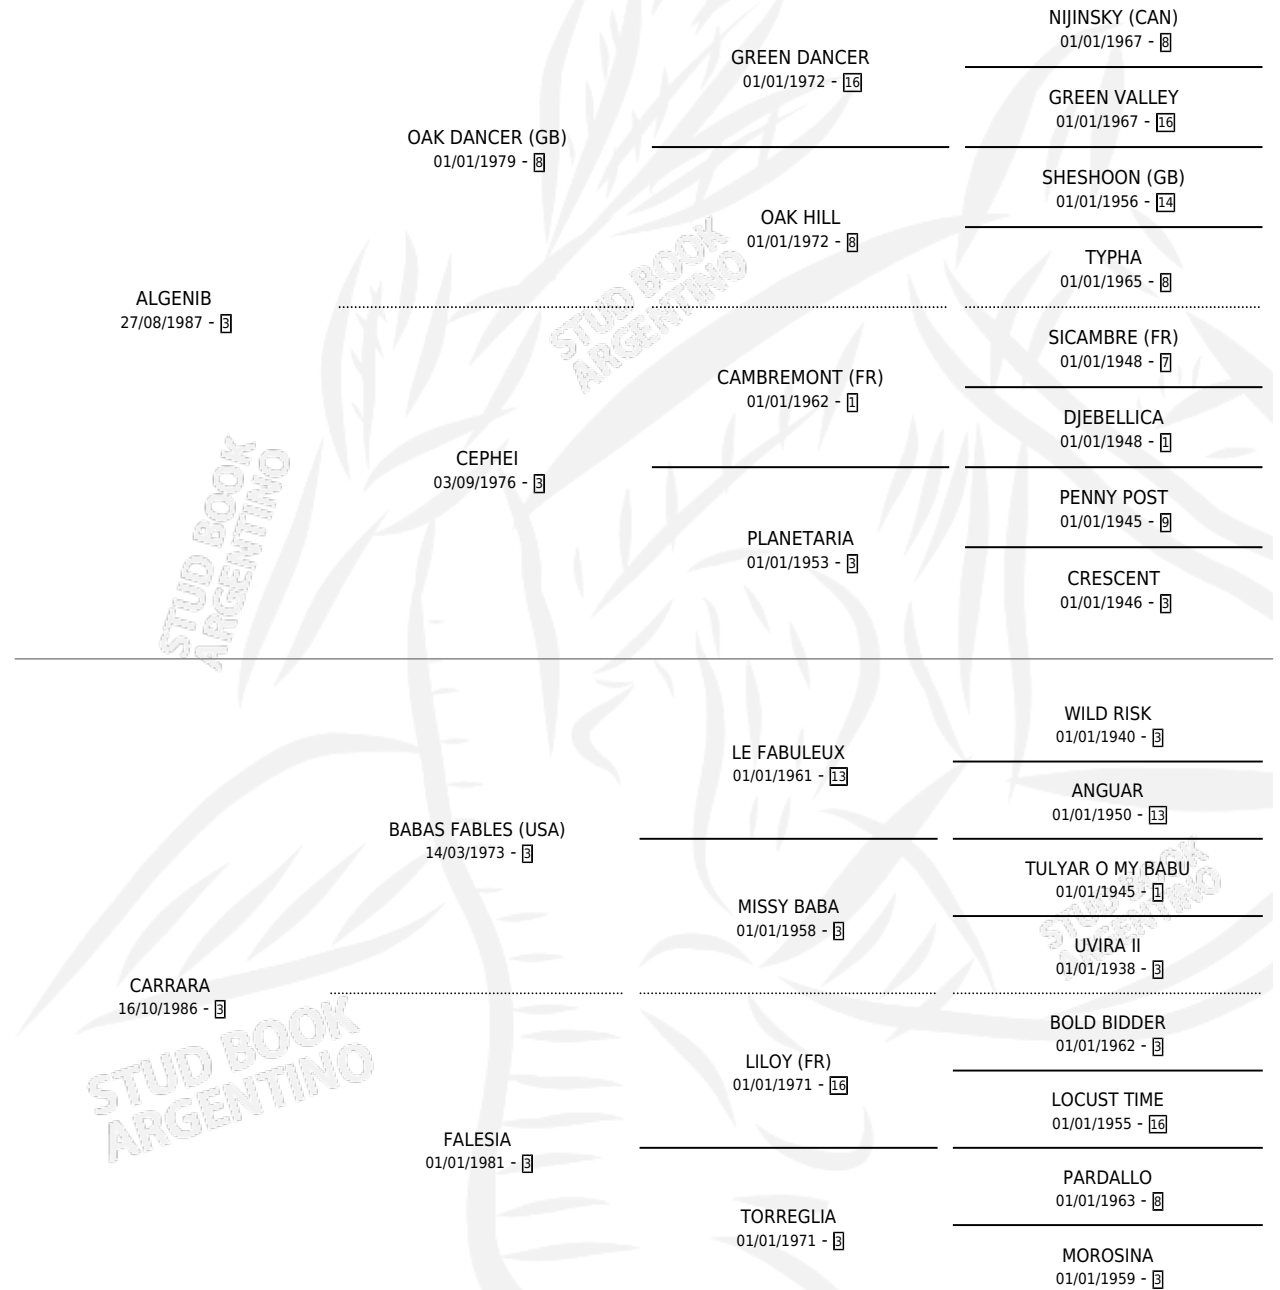 NIJINSKY (CAN)
01/01/1967 - 8
GREEN DANCER
01/01/1972 - 16
GREEN VALLEY
01/01/1967 - 16
OAK DANCER (GB)
01/01/1979 - 8
SHESHOON (GB)
01/01/1956 - 14
OAK HILL
01/01/1972 - 8
TYPHA
01/01/1965 - 8
ALGENIB
27/08/1987 - 3
SICAMBRE (FR)
01/01/1948 - 7
CAMBREMONT (FR)
01/01/1962 - 1
DJEBELLICA
01/01/1948 - 1
CEPHEI
03/09/1976 - 3
PENNY POST
01/01/1945 - 9
PLANETARIA
01/01/1953 - 3
CRESCENT
01/01/1946 - 3
WILD RISK
01/01/1940 - 3
LE FABULEUX
01/01/1961 - 13
ANGUAR
01/01/1950 - 13
BABAS FABLES (USA)
14/03/1973 - 3
TULYAR O MY BABU
01/01/1945 - 1
MISSY BABA
01/01/1958 - 3
UVIRA II
01/01/1938 - 3
CARRARA
16/10/1986 - 3
BOLD BIDDER
01/01/1962 - 3
LILOY (FR)
01/01/1971 - 16
LOCUST TIME
01/01/1955 - 16
FALESIA
01/01/1981 - 3
PARDALLO
01/01/1963 - 8
TORREGLIA
01/01/1971 - 3
MOROSINA
01/01/1959 - 3
STUD BOOK
ARGENTINO
STUD BOOK
ARGENTINO
STUD BOOK
ARGENTINO
STUD BOOK
ARGENTINO